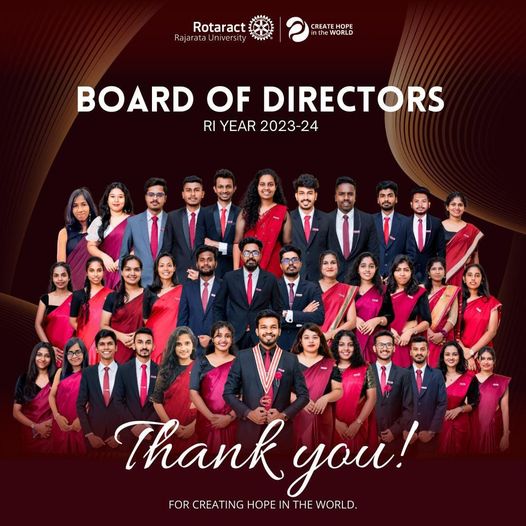 Rotaract
Rajarata University
CREATE HOPE
in the WORLD
BOARD OF DIRECTORS
RI YEAR 2023-24
Thank you!
FOR CREATING HOPE IN THE WORLD.